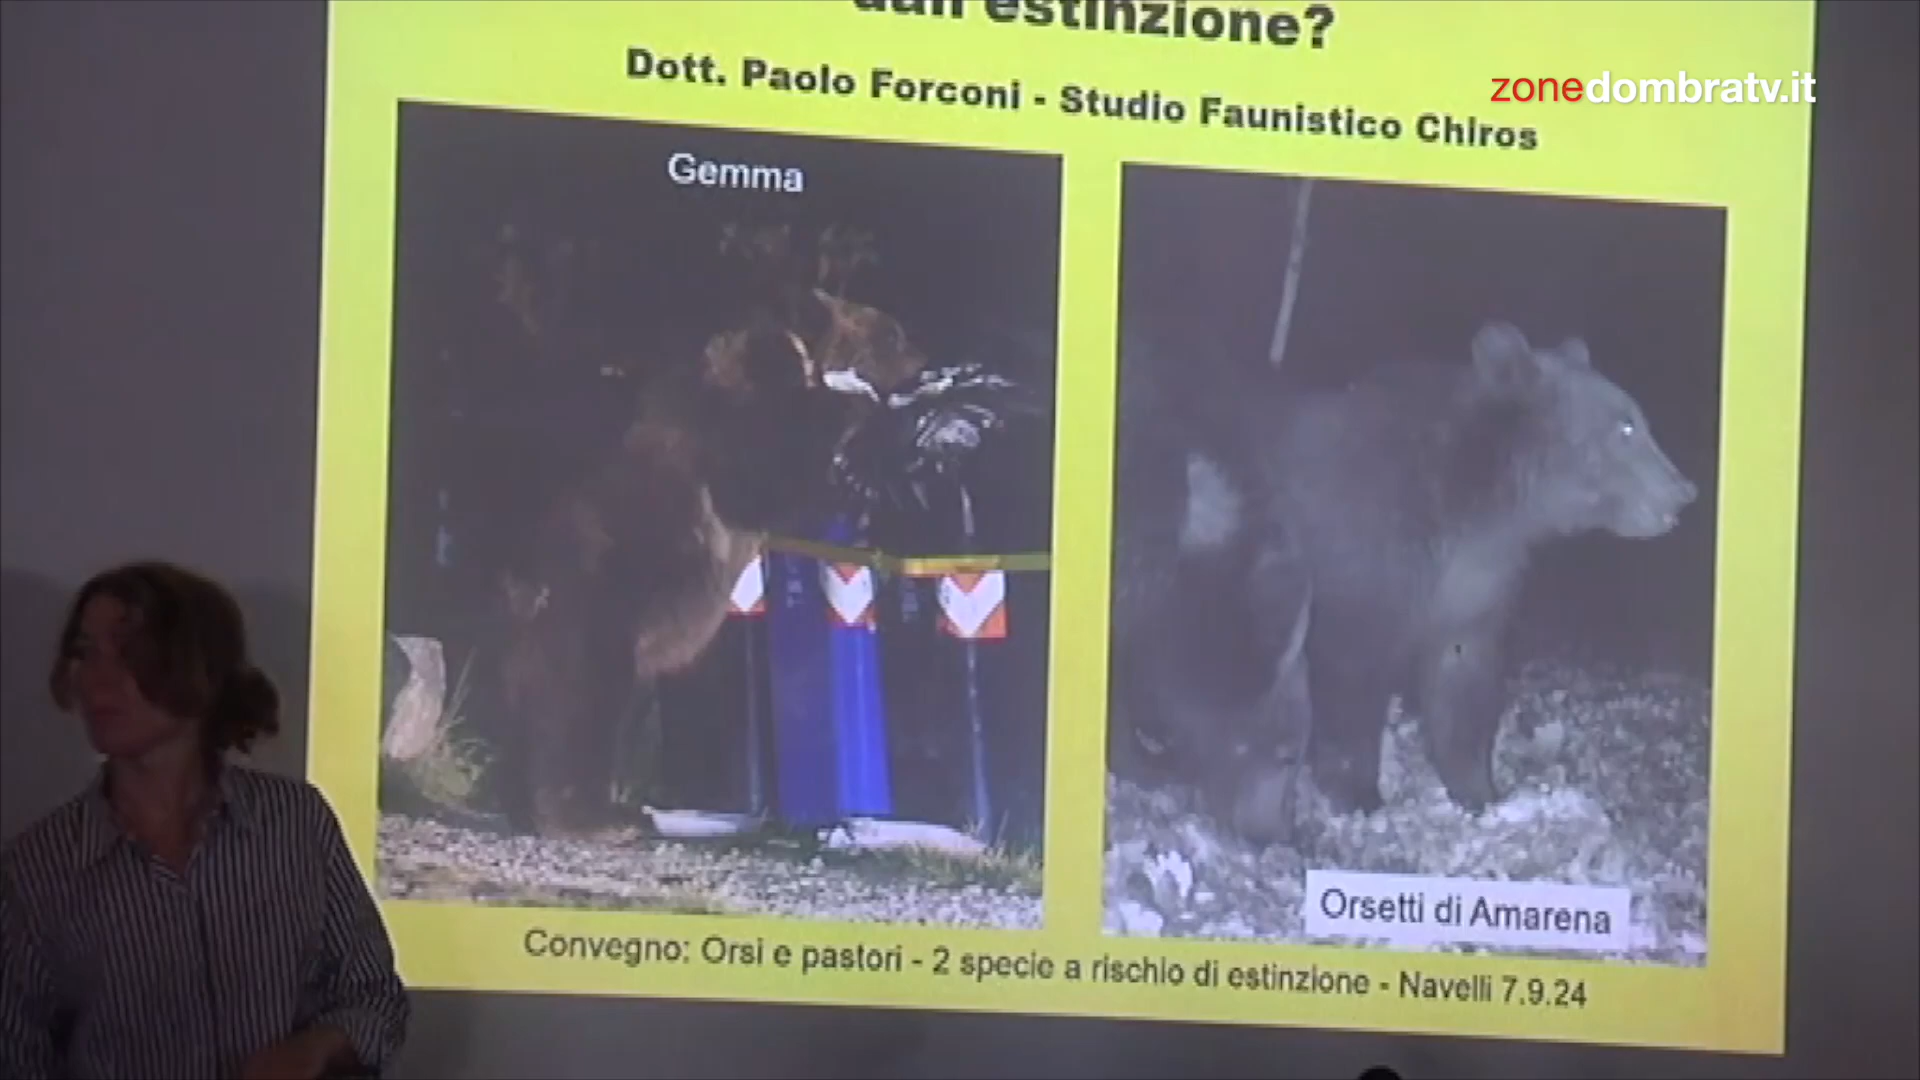 dall'estinzione?
Dott. Paolo Forconi - Studio Faunistico Chiros
zonedombratv.it
Gemma
Orsetti di Amarena
Convegno: Orsi e pastori - 2 specie a rischio di estinzione - Navelli 7.9.24